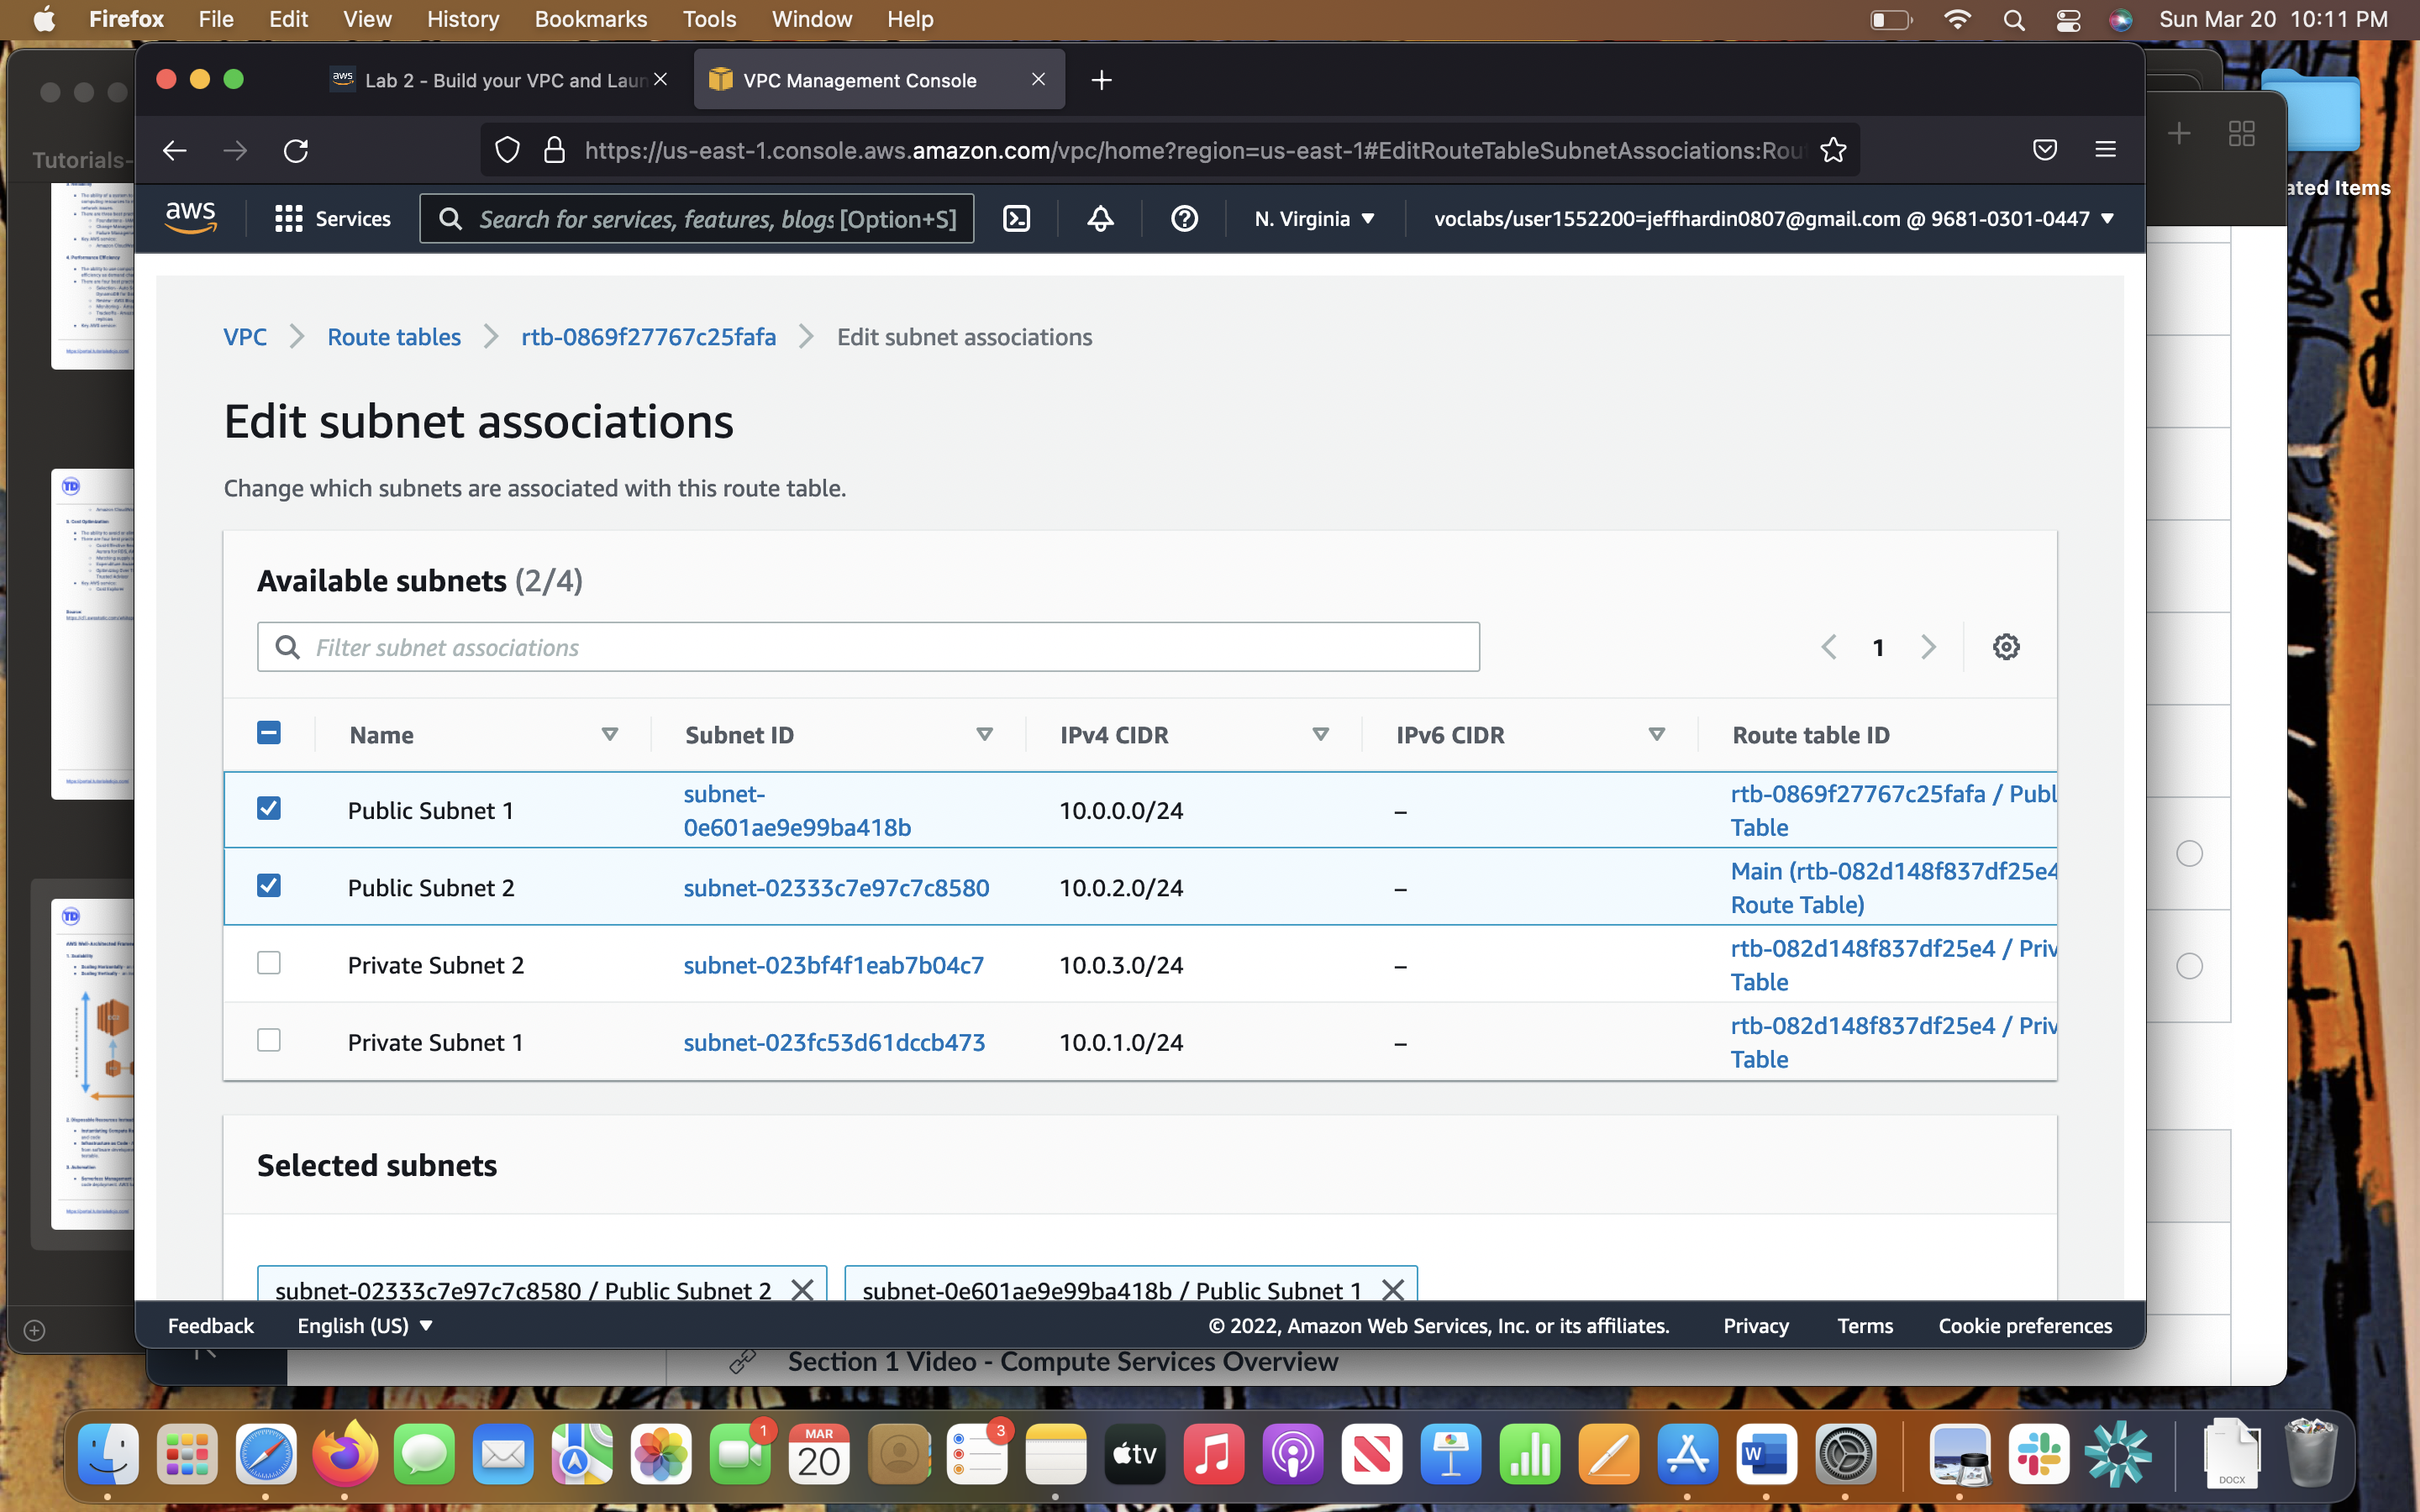 Firefox File Edit View History Bookmarks Tools Window Help Sun Mar 20 10:11 PM
aws Lab 2 - Build your VPC and Laun
VPC Management Console
Tutorials-
https://us-east-1.console.aws.amazon.com/vpc/home?region=us-east-1#EditRouteTableSubnetAssociations:Rou
ated Items
aws Services Search for services, features, blogs [Option+S] N. Virginia voclabs/user1552200=jeffhardin0807@gmail.com @ 9681-0301-0447
VPC Route tables rtb-0869f27767c25fafa Edit subnet associations
Edit subnet associations
Change which subnets are associated with this route table.
Available subnets (2/4)
Filter subnet associations
1
Name Subnet ID IPv4 CIDR IPv6 CIDR Route table ID
Public Subnet 1 subnet-0e601ae9e99ba418b 10.0.0.0/24 – rtb-0869f27767c25fafa / Publ Table
Public Subnet 2 subnet-02333c7e97c7c8580 10.0.2.0/24 – Main (rtb-082d148f837df25e4 Route Table)
Private Subnet 2 subnet-023bf4f1eab7b04c7 10.0.3.0/24 – rtb-082d148f837df25e4 / Priv Table
Private Subnet 1 subnet-023fc53d61dccb473 10.0.1.0/24 – rtb-082d148f837df25e4 / Priv Table
Selected subnets
subnet-02333c7e97c7c8580 / Public Subnet 2
subnet-0e601ae9e99ba418b / Public Subnet 1
Feedback English (US) © 2022, Amazon Web Services, Inc. or its affiliates. Privacy Terms Cookie preferences
Section 1 Video - Compute Services Overview
TD
TD
1
MAR
20
3
tv
W
DOCX